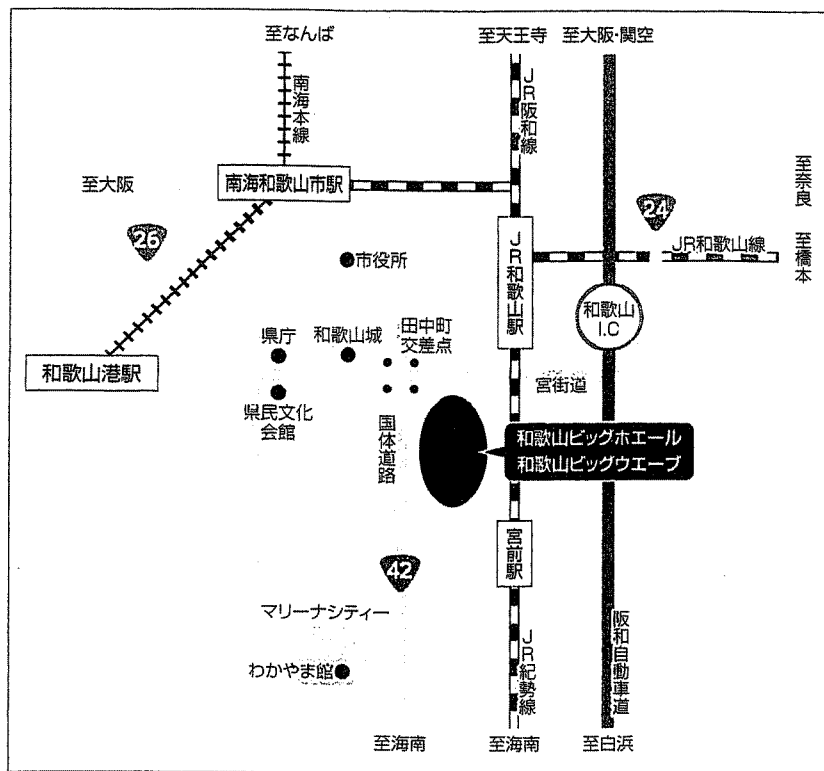 至なんば
至天王寺
至大阪・関空
南海本線
JR阪和線
至大阪
南海和歌山市駅
至奈良
24
26
JR和歌山線
至橋本
市役所
JR和歌山駅
和歌山
I.C
県庁
和歌山城
田中町
交差点
和歌山港駅
宮街道
県民文化
会館
国体道路
和歌山ビッグホエール
和歌山ビッグウエーブ
宮前駅
42
マリーナシティー
わかやま館
JR紀勢線
阪和自動車道
至海南
至海南
至白浜